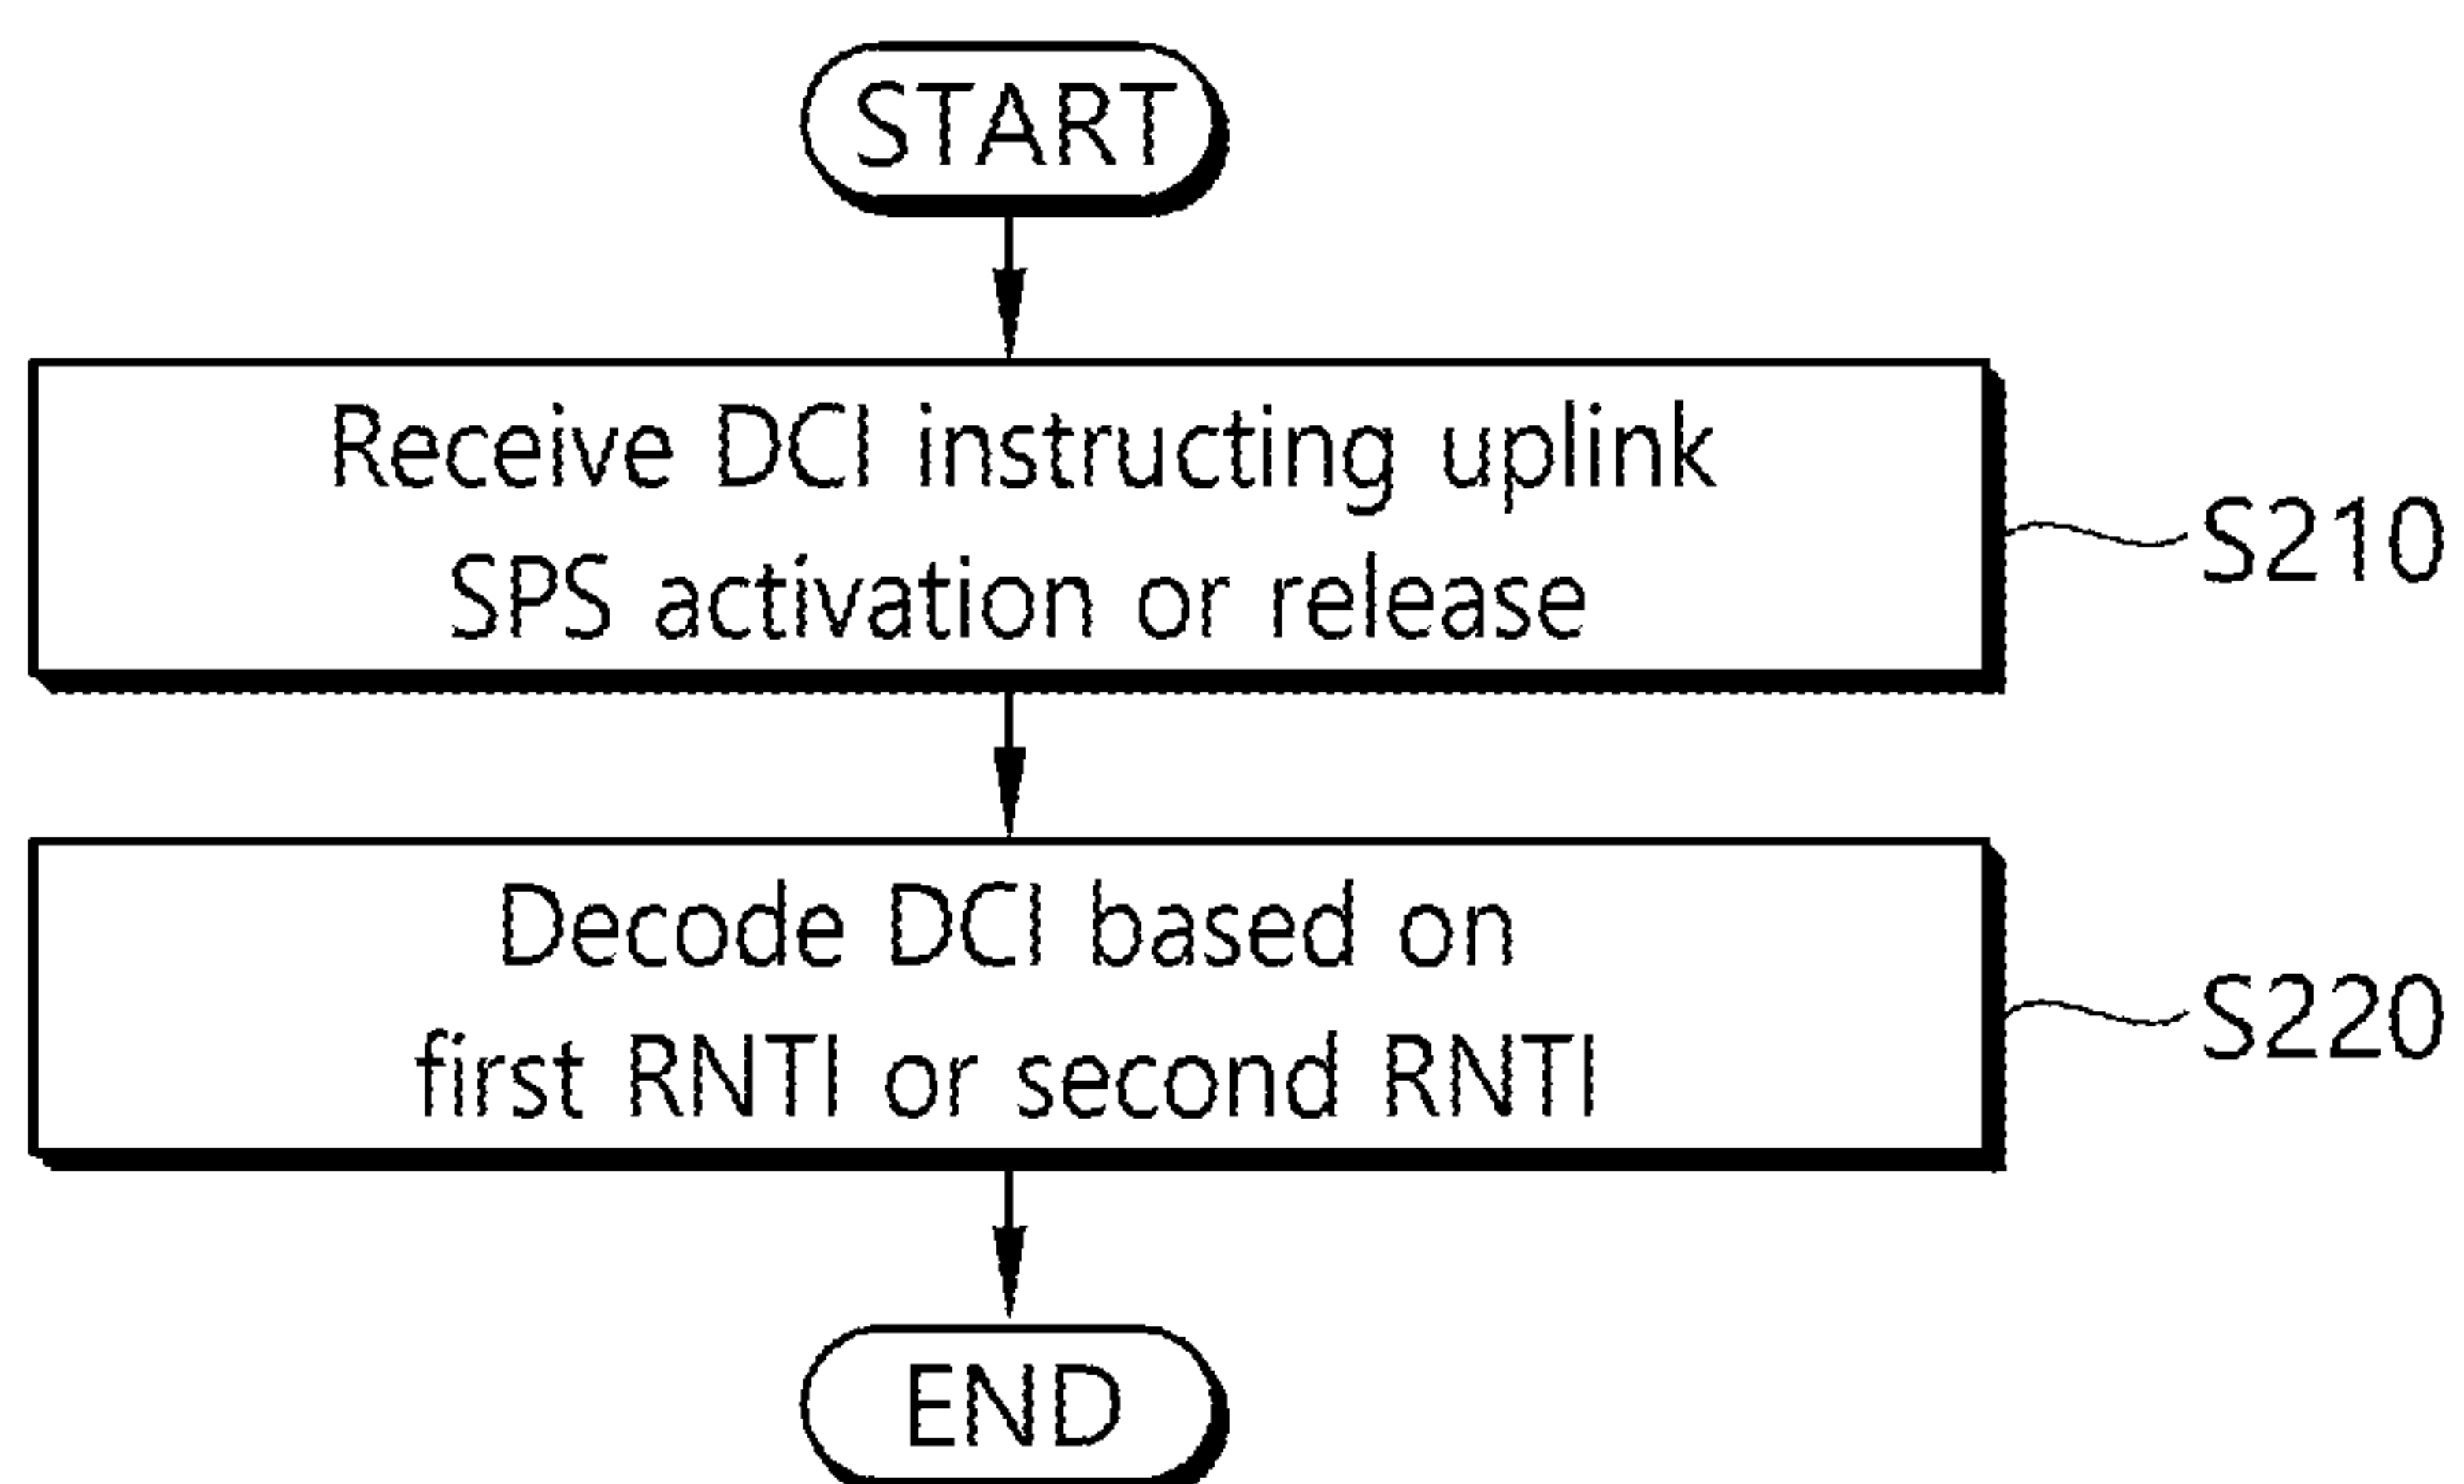 START
Receive DCI instructing uplink
SPS activation or release
S210
Decode DCI based on
first RNTI or second RNTI
S220
END